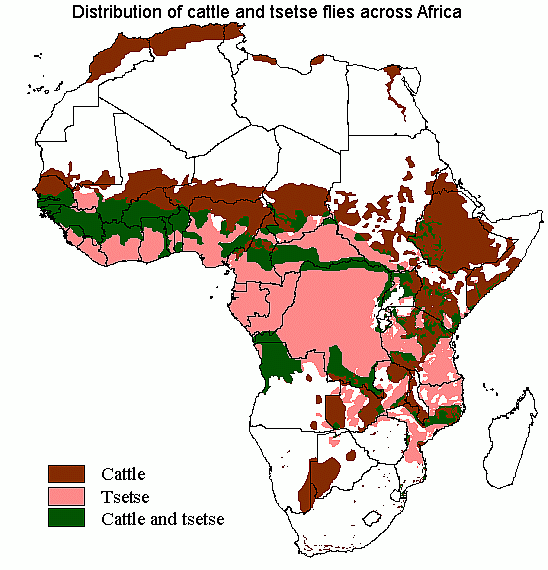 Distribution of cattle and tsetse flies across Africa
Cattle
Tsetse
Cattle and tsetse